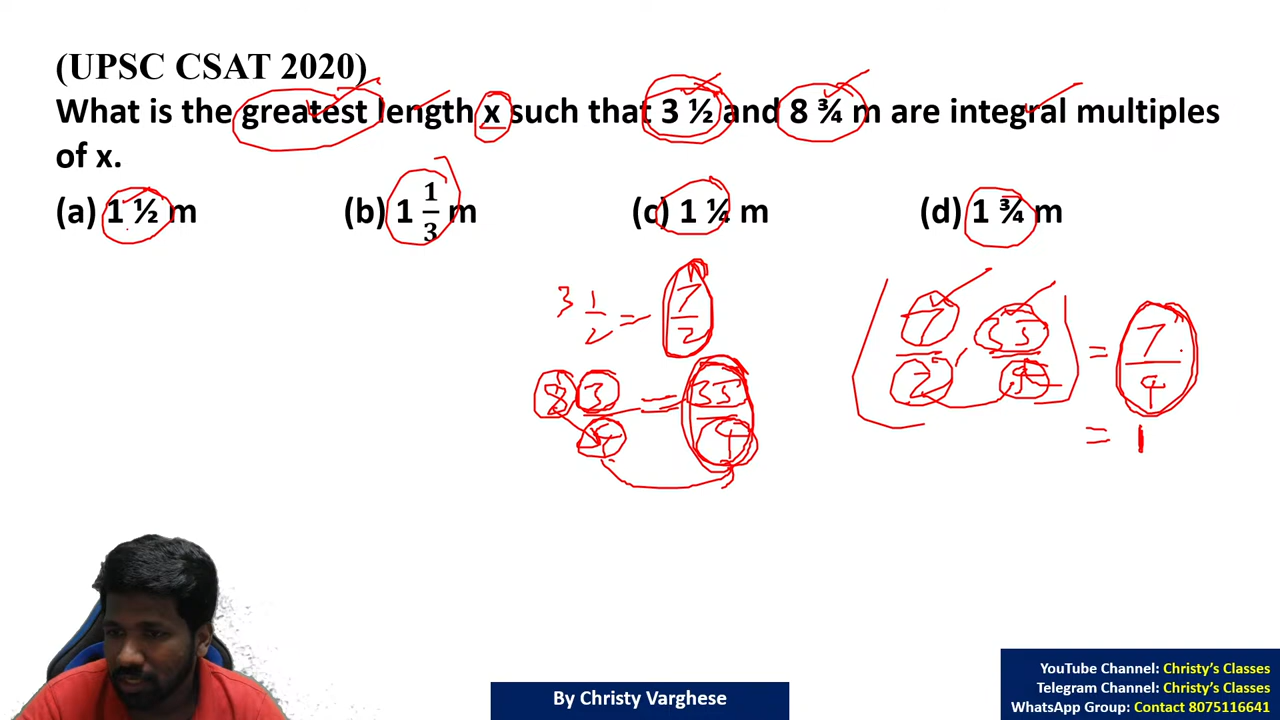 (UPSC CSAT 2020)
What is the greatest length x such that 3 ½ and 8 ¾ m are integral multiples
of x.
(a) 1 ½ m (b) 1 1/3 m (c) 1 ¼ m (d) 1 ¾ m
3 1/2 = 7/2
8 3/4 = 35/4
(7/2, 35/4) = 7/4
= 1
YouTube Channel: Christy's Classes
Telegram Channel: Christy's Classes
WhatsApp Group: Contact 8075116641
By Christy Varghese